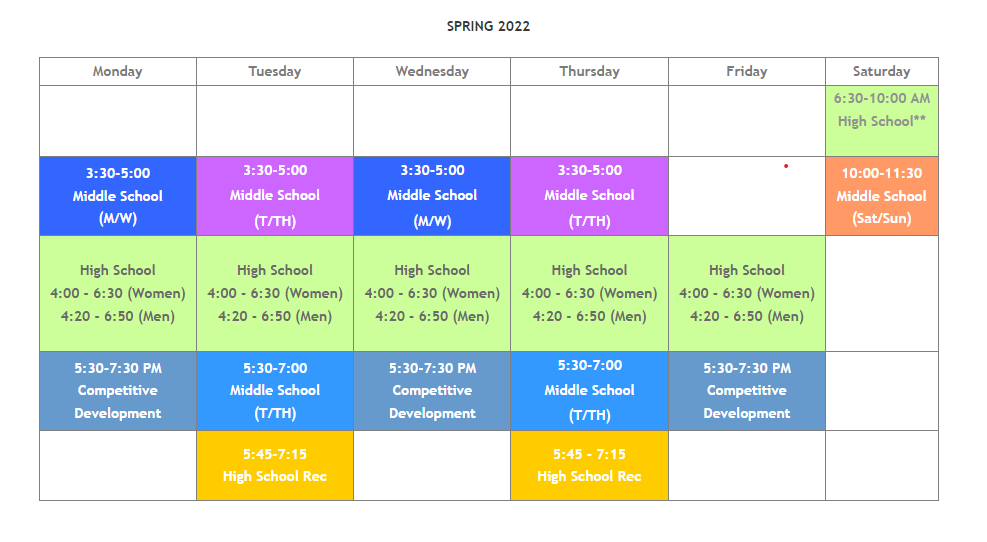 SPRING 2022
Monday Tuesday Wednesday Thursday Friday Saturday
6:30-10:00 AM
High School**
3:30-5:00
Middle School
(M/W)
3:30-5:00
Middle School
(T/TH)
3:30-5:00
Middle School
(M/W)
3:30-5:00
Middle School
(T/TH)
10:00-11:30
Middle School
(Sat/Sun)
High School
4:00 - 6:30 (Women)
4:20 - 6:50 (Men)
High School
4:00 - 6:30 (Women)
4:20 - 6:50 (Men)
High School
4:00 - 6:30 (Women)
4:20 - 6:50 (Men)
High School
4:00 - 6:30 (Women)
4:20 - 6:50 (Men)
High School
4:00 - 6:30 (Women)
4:20 - 6:50 (Men)
5:30-7:30 PM
Competitive
Development
5:30-7:00
Middle School
(T/TH)
5:30-7:30 PM
Competitive
Development
5:30-7:00
Middle School
(T/TH)
5:30-7:30 PM
Competitive
Development
5:45-7:15
High School Rec
5:45 - 7:15
High School Rec